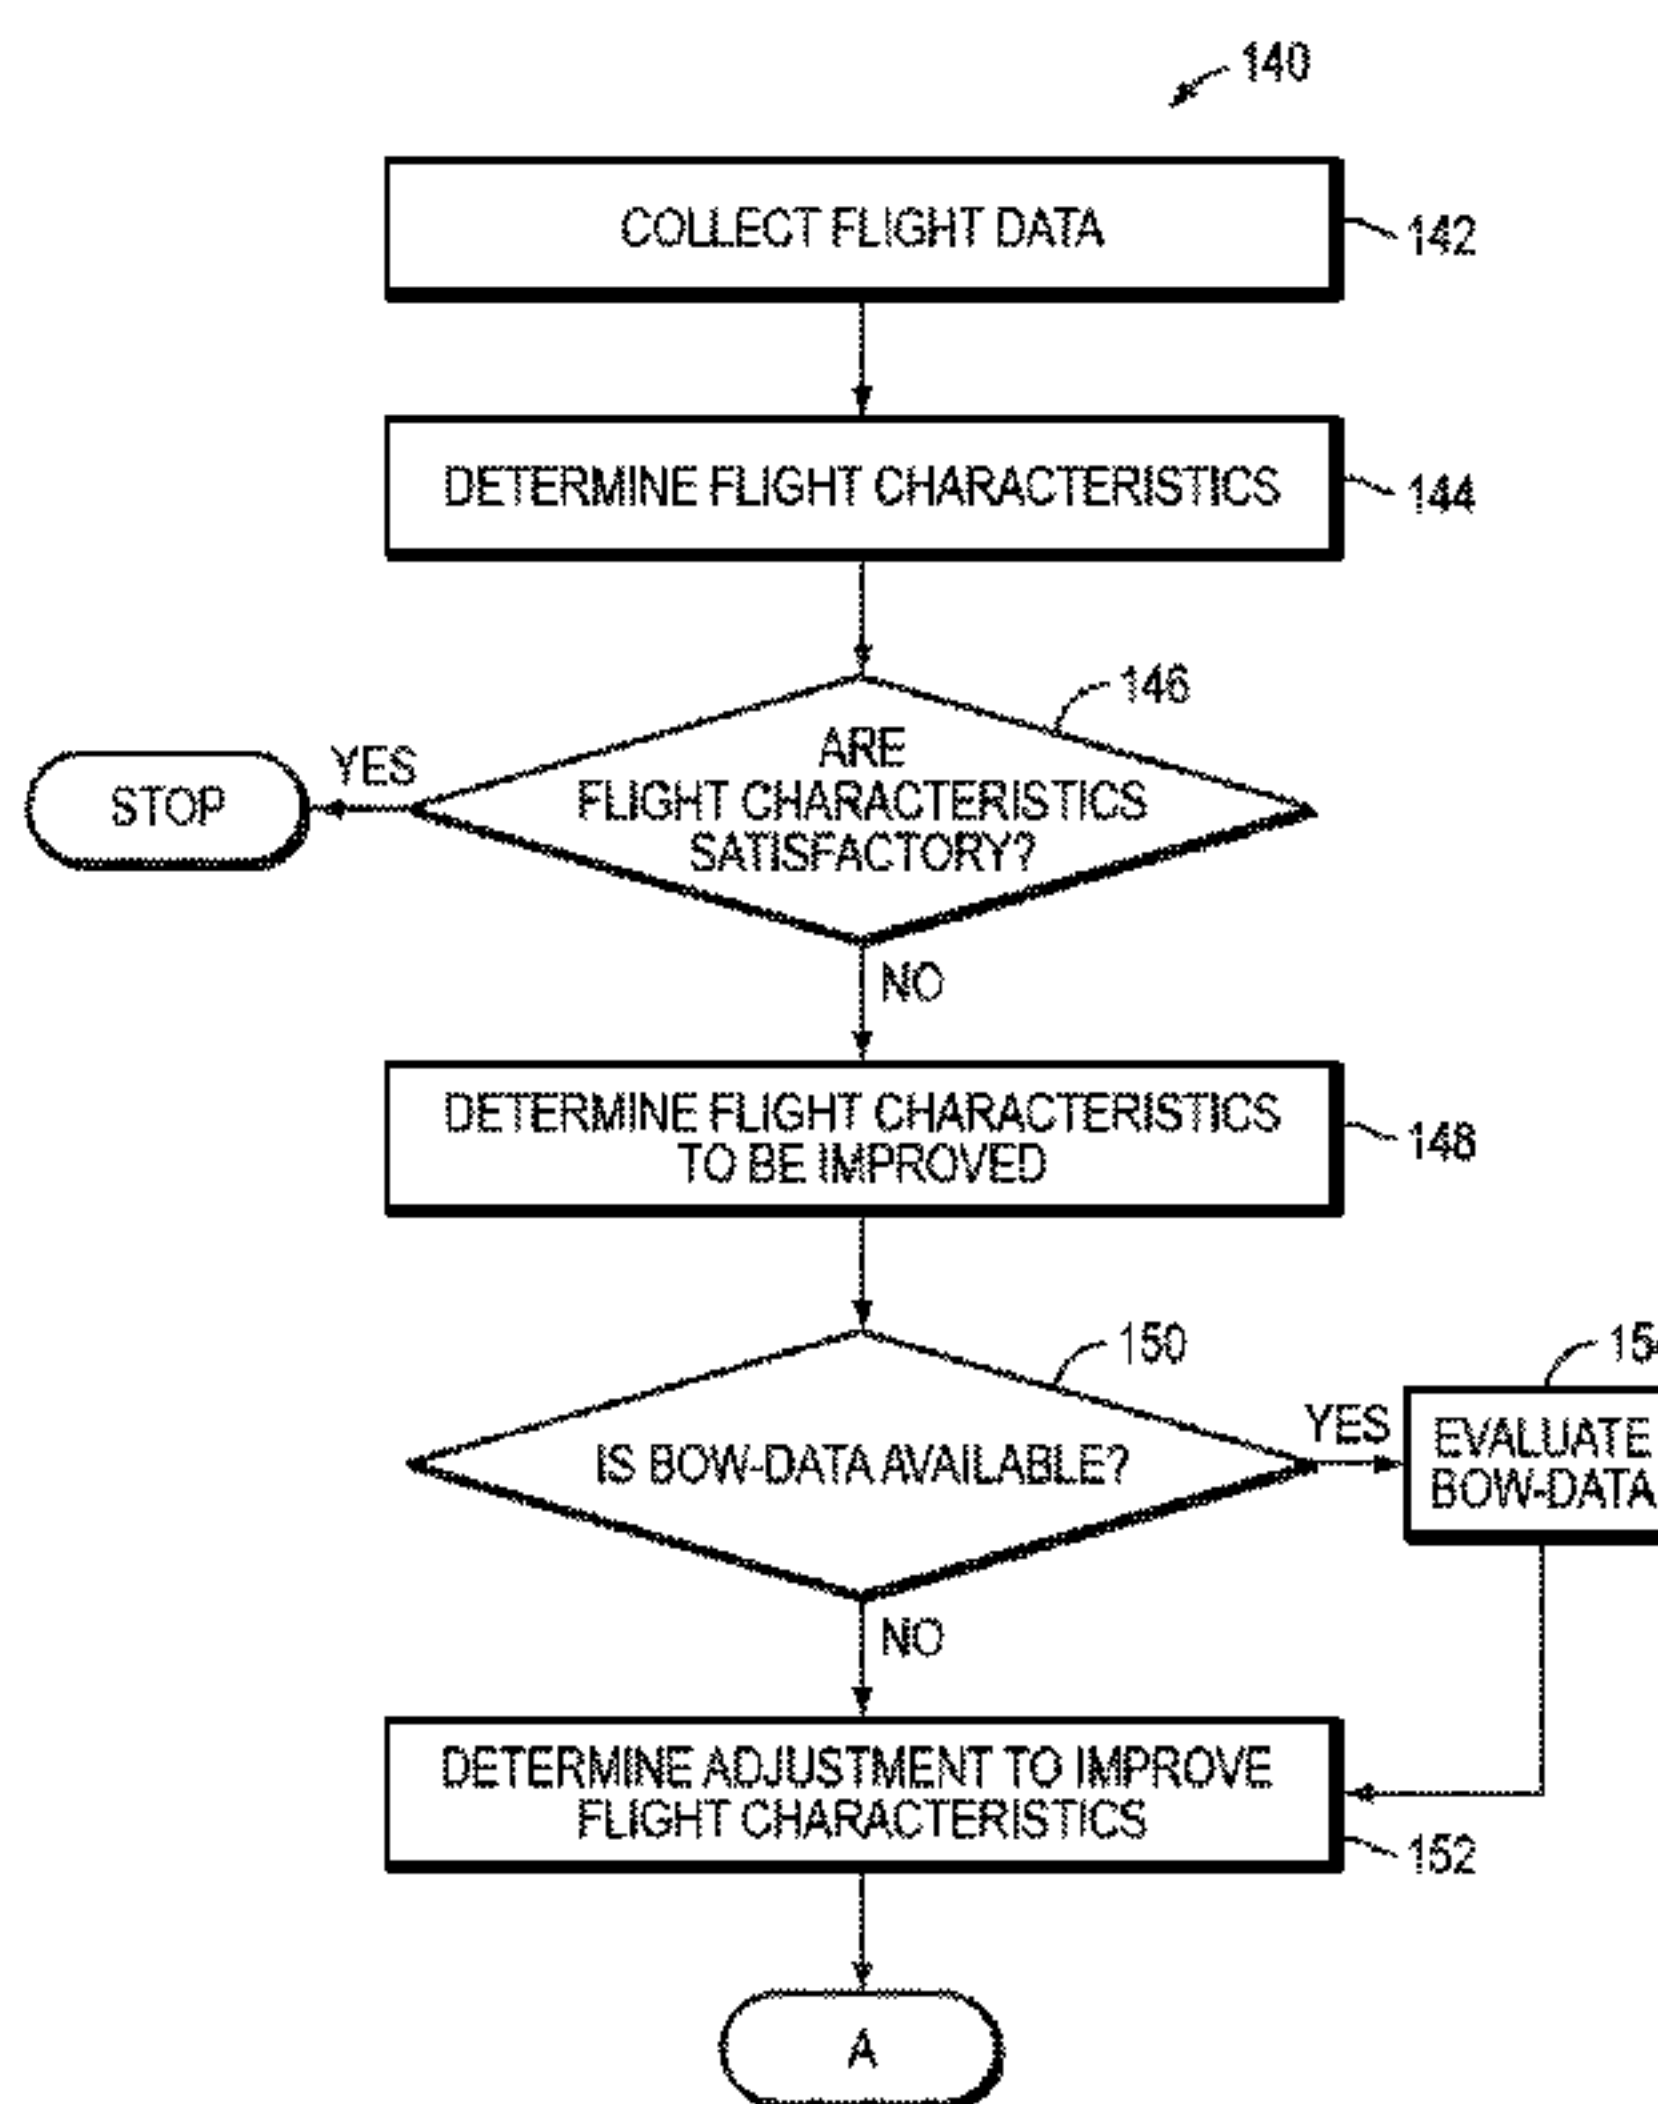 140
COLLECT FLIGHT DATA
142
DETERMINE FLIGHT CHARACTERISTICS
144
146
ARE
FLIGHT CHARACTERISTICS
SATISFACTORY?
YES
STOP
NO
DETERMINE FLIGHT CHARACTERISTICS
TO BE IMPROVED
148
150
IS BOW-DATA AVAILABLE?
YES
EVALUATE
BOW-DATA
NO
DETERMINE ADJUSTMENT TO IMPROVE
FLIGHT CHARACTERISTICS
152
A